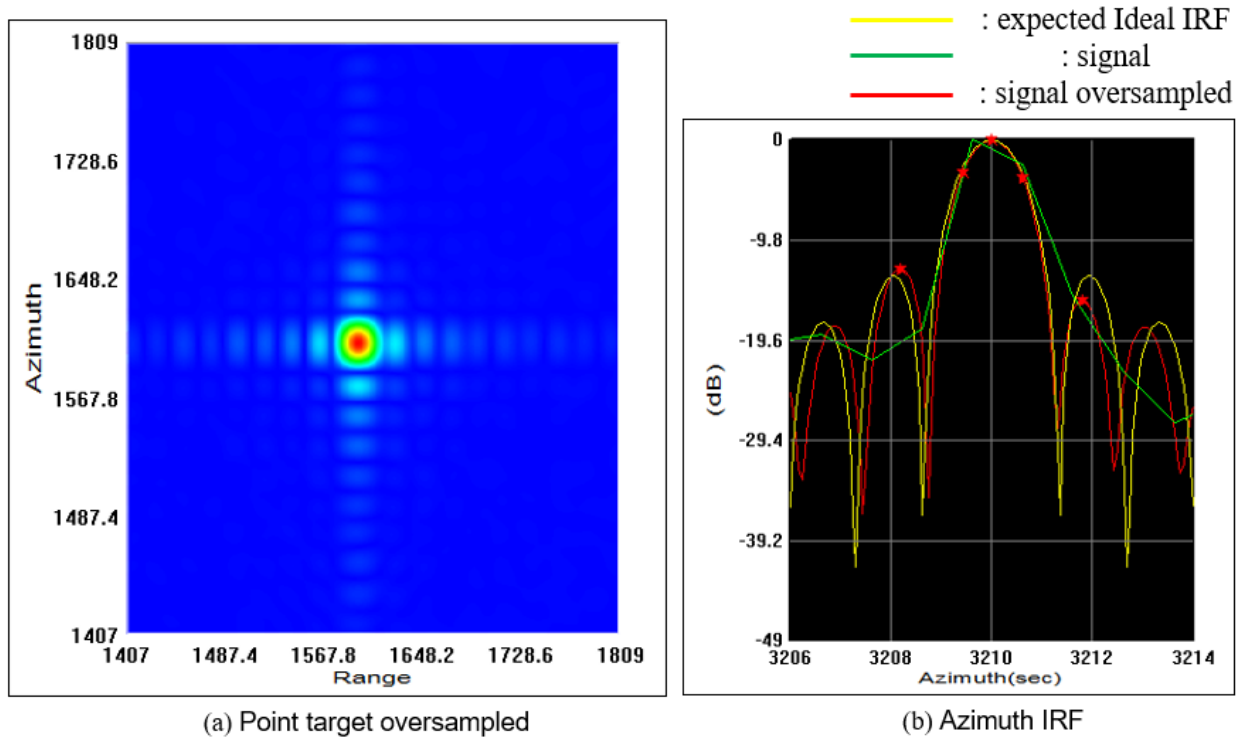 : expected Ideal IRF
: signal
: signal oversampled
1809
1728.6
1648.2
1567.8
1487.4
1407
Azimuth
1407 1487.4 1567.8 1648.2 1728.6 1809
Range
(a) Point target oversampled
0
-9.8
-19.6
-29.4
-39.2
-49
(dB)
3206 3208 3210 3212 3214
Azimuth(sec)
(b) Azimuth IRF